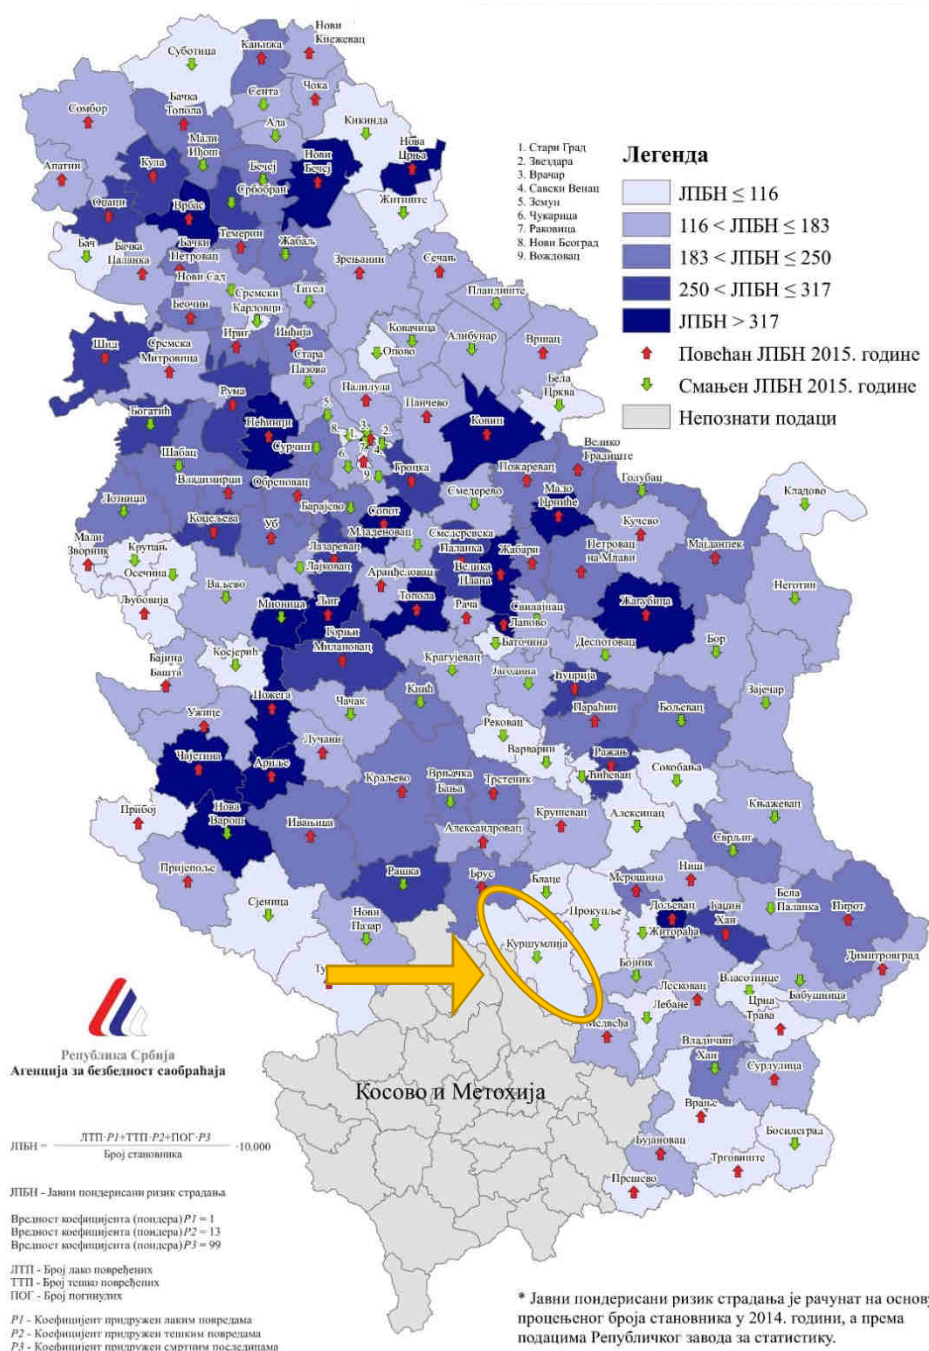 Нови
Кнежевац
Суботица
Кањижа
Чока
Сента
Сомбор
Бачка
Топола
Ада
Кикинда
Мали
Иђош
Нова
Црња
Апатин
Кула
Бечеј
Нови
Бечеј
Србобран
Оџаци
Врбас
Житиште
Бач
Бачка
Паланка
Бачки
Петровац
Темерин
Жабаљ
Зрењанин
Сечањ
Нови Сад
Сремски
Карловци
Тител
Пландиште
Беочин
Ириг
Инђија
Ковачица
Алибунар
Вршац
Шид
Сремска
Митровица
Стара
Пазова
Опово
Бела
Црква
Рума
Палилула
Панчево
Богатић
Пећинци
Ковин
Сурчин
5.
8.
1.
3.
2.
7.
4.
6.
9.
Шабац
Гроцка
Пожаревац
Велико
Градиште
Голубац
Владимирци
Обреновац
Смедерево
Мало
Црниће
Кладово
Лозница
Барајево
Сопот
Кучево
Коцељева
Уб
Младеновац
Смедеревска
Паланка
Жабари
Петровац
на Млави
Мајданпек
Мали
Зворник
Крупањ
Лазаревац
Велика
Плана
Осечина
Лајковац
Аранђеловац
Неготин
Ваљево
Љубовија
Мионица
Љиг
Топола
Рача
Свилајнац
Жагубица
Лапово
Горњи
Милановац
Баточина
Деспотовац
Бор
Косјерић
Крагујевац
Бајина
Башта
Јагодина
Ћуприја
Зајечар
Пожега
Чачак
Кнић
Параћин
Бољевац
Ужице
Рековац
Лучани
Варварин
Ражањ
Чајетина
Ариље
Ћићевац
Сокобања
Краљево
Врњачка
Бања
Трстеник
Књажевац
Прибој
Нова
Варош
Ивањица
Крушевац
Алексинац
Александровац
Сврљиг
Пријепоље
Рашка
Брус
Блаце
Мерошина
Ниш
Бела
Паланка
Пирот
Сјеница
Нови
Пазар
Прокупље
Дољевац
Гаџин
Хан
Житорађа
Куршумлија
Димитровград
Ту
Бојник
Власотинце
Бабушница
Лесковац
Лебане
Црна
Трава
Медвеђа
Владичин
Хан
Сурдулица
Косово и Метохија
Врање
Босилеград
Бујановац
Трговиште
Прешево
1. Стари Град
2. Звездара
3. Врачар
4. Савски Венац
5. Земун
6. Чукарица
7. Раковица
8. Нови Београд
9. Вождовац
Легенда
ЈПБН ≤ 116
116 < ЈПБН ≤ 183
183 < ЈПБН ≤ 250
250 < ЈПБН ≤ 317
ЈПБН > 317
Повећан ЈПБН 2015. године
Смањен ЈПБН 2015. године
Непознати подаци
Република Србија
Агенција за безбедност саобраћаја
ЈПБН = ЛТП·P1+ТТП·P2+ПОГ·P3 ·10.000
Број становника
ЈПБН - Јавни пондерисани ризик страдања
Вредност коефицијента (пондера) P1 = 1
Вредност коефицијента (пондера) P2 = 13
Вредност коефицијента (пондера) P3 = 99
ЛТП - Број лако повређених
ТТП - Број тешко повређених
ПОГ - Број погинулих
P1 - Коефицијент придружен лаким повредама
P2 - Коефицијент придружен тешким повредама
P3 - Коефицијент придружен смртним последицама
* Јавни пондерисани ризик страдања је рачунат на основу
процењеног броја становника у 2014. години, а према
подацима Републичког завода за статистику.